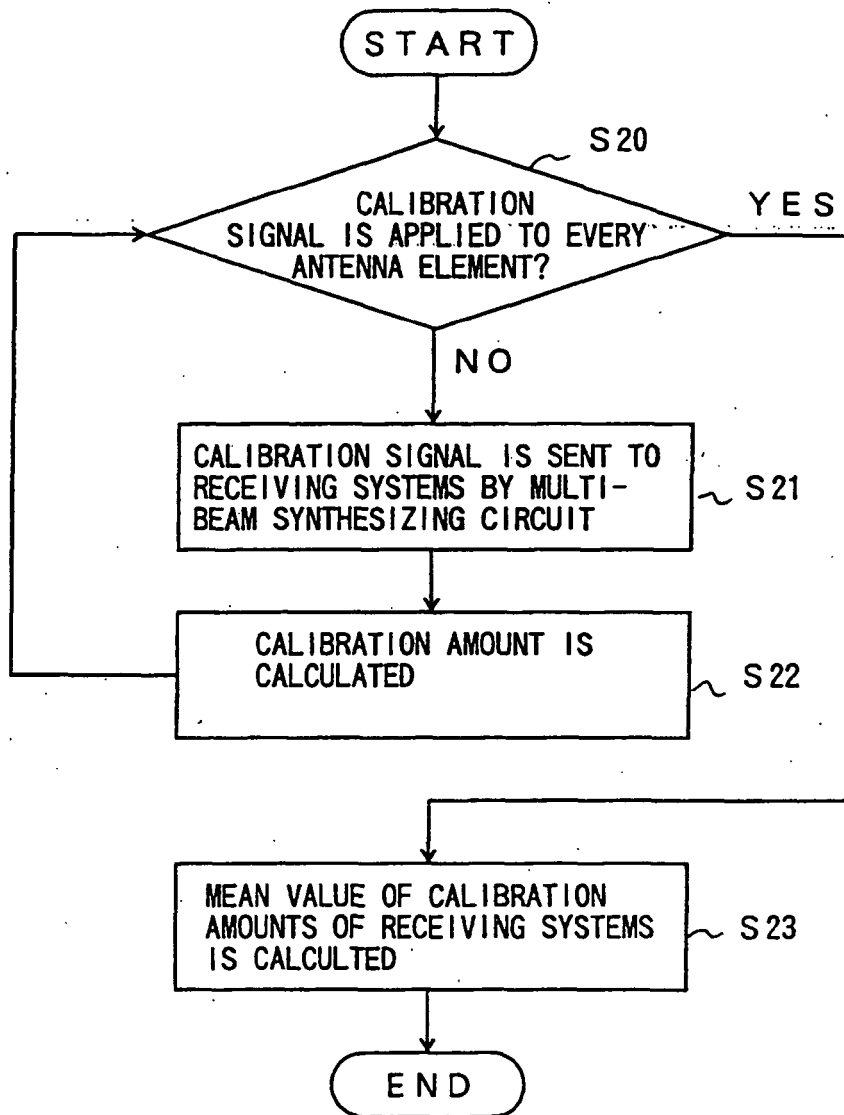 START
S20
CALIBRATION
SIGNAL IS APPLIED TO EVERY
ANTENNA ELEMENT?
YES
NO
CALIBRATION SIGNAL IS SENT TO
RECEIVING SYSTEMS BY MULTI-
BEAM SYNTHESIZING CIRCUIT
S21
CALIBRATION AMOUNT IS
CALCULATED
S22
MEAN VALUE OF CALIBRATION
AMOUNTS OF RECEIVING SYSTEMS
IS CALCULTED
S23
END